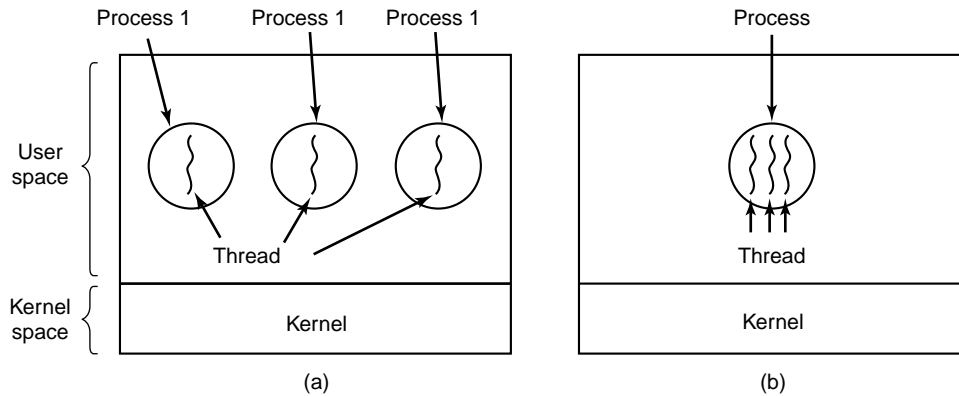 Process 1 Process 1 Process 1 Process
User
space
Thread
Thread
Kernel
space
Kernel
Kernel
(a)
(b)